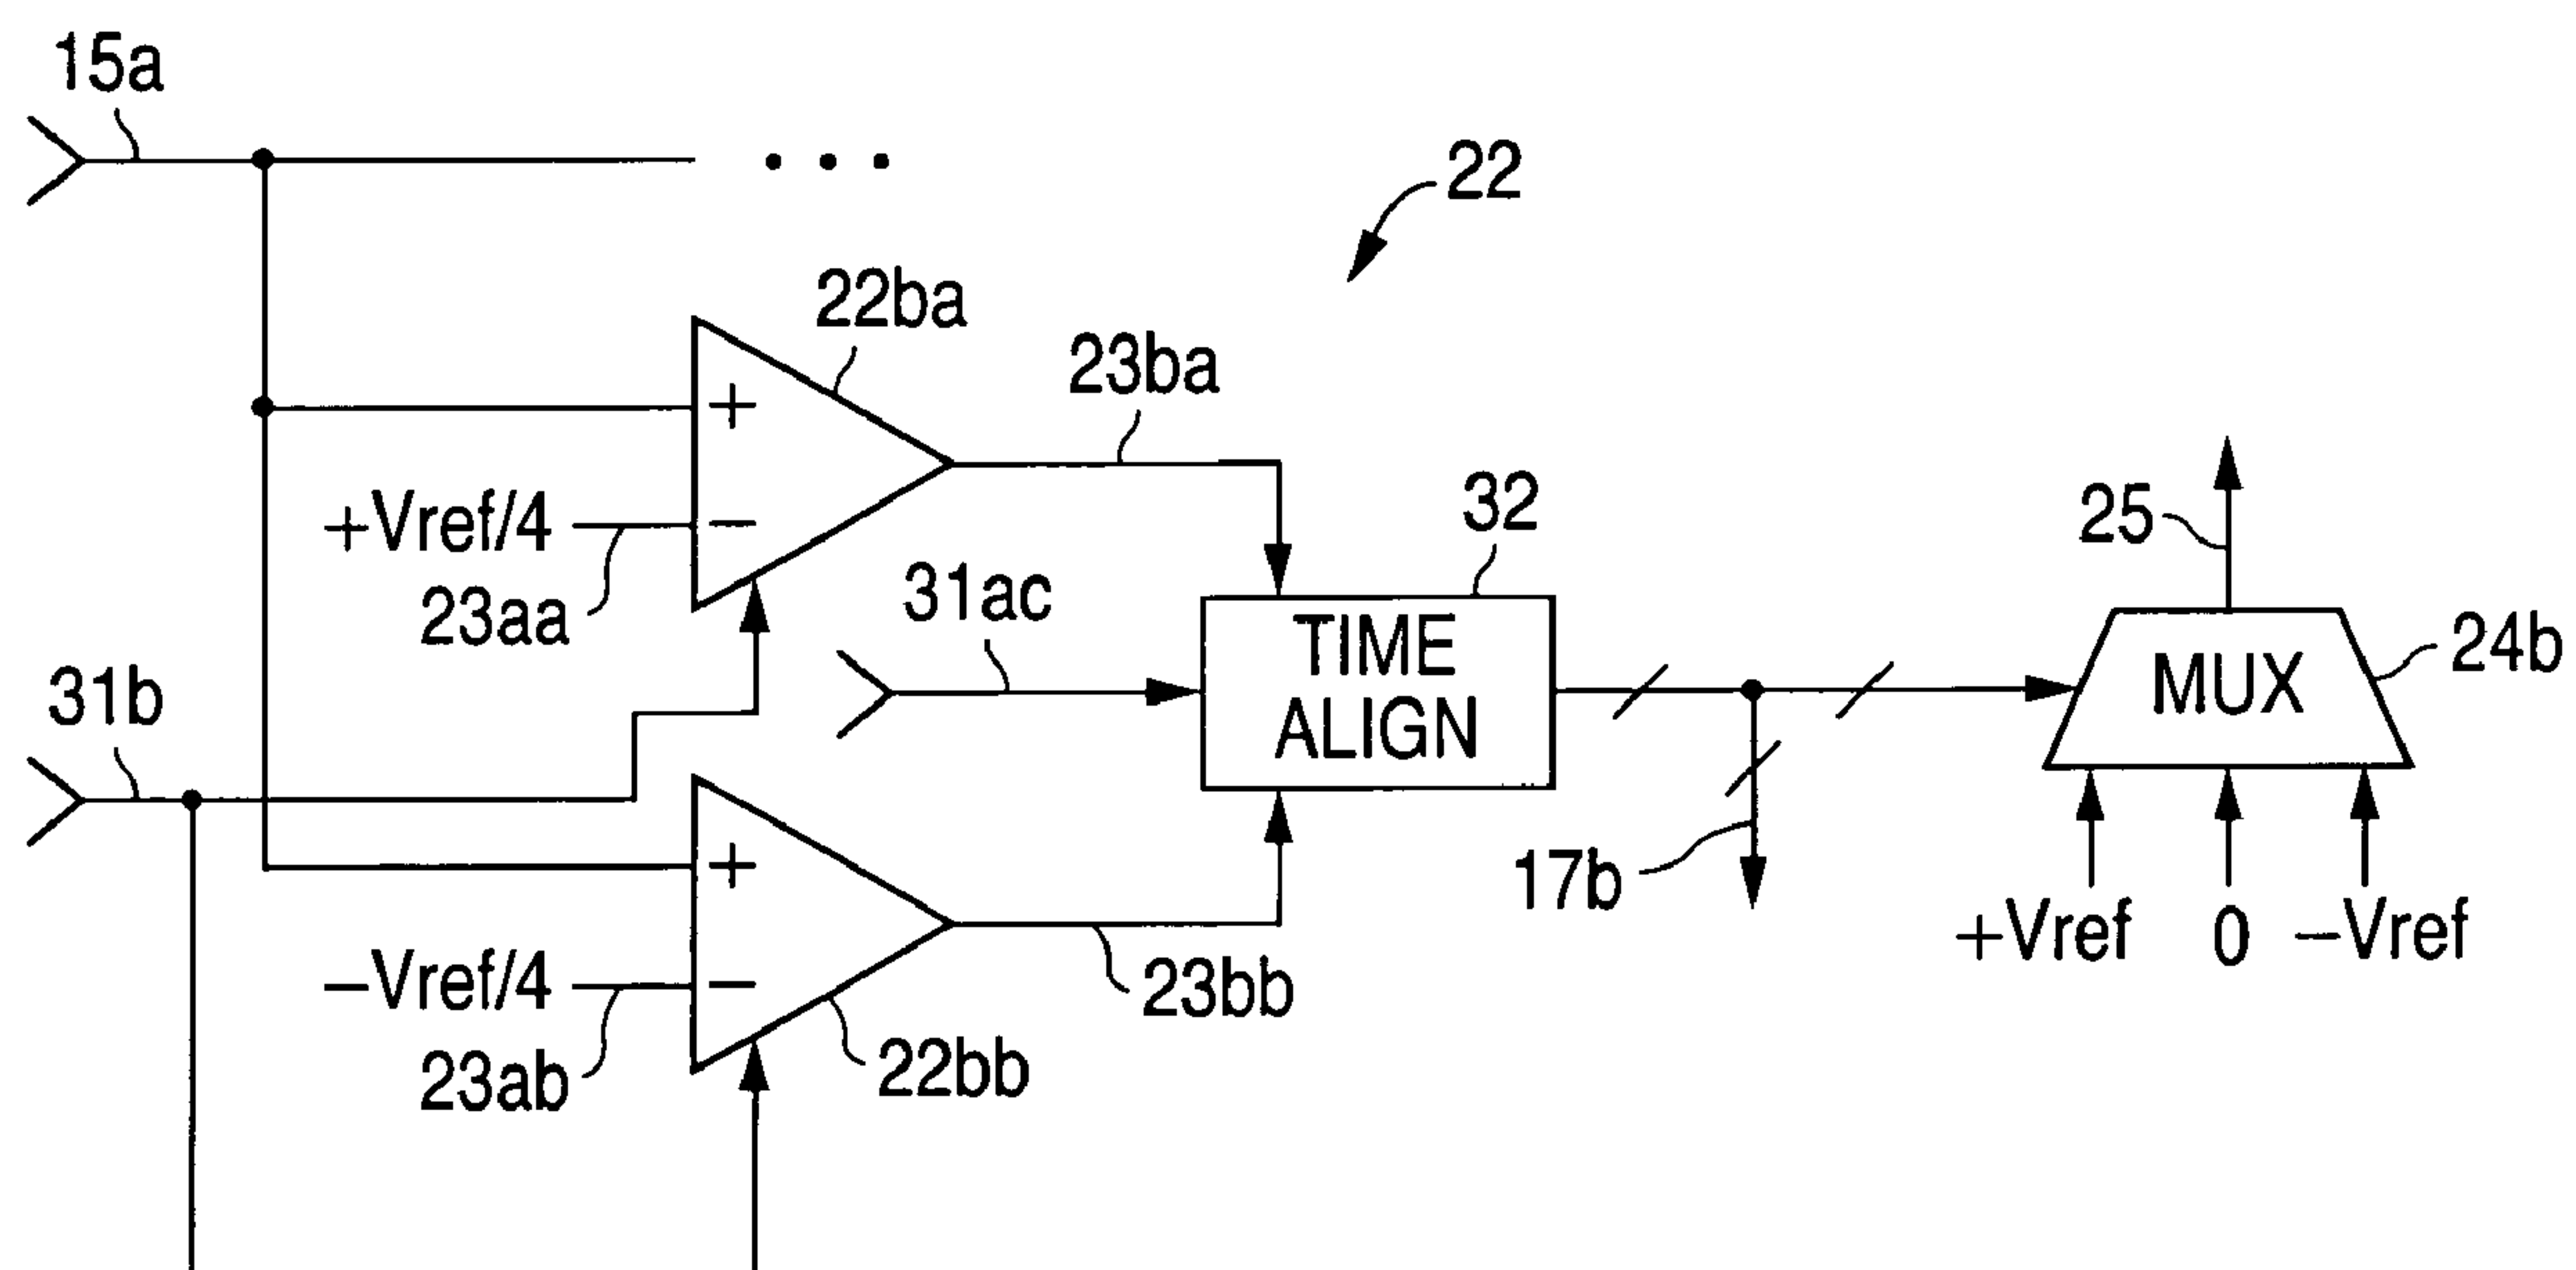 15a
22
22ba
23ba
+
+Vref/4
−
32
25
23aa
31ac
TIME
ALIGN
MUX
24b
31b
+
17b
+Vref 0 −Vref
−Vref/4
−
23bb
23ab
22bb